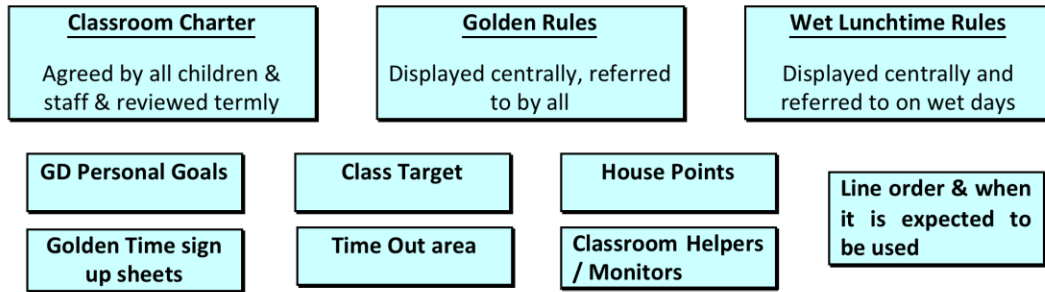 Classroom Charter
Agreed by all children &
staff & reviewed termly
Golden Rules
Displayed centrally, referred
to by all
Wet Lunchtime Rules
Displayed centrally and
referred to on wet days
GD Personal Goals
Class Target
House Points
Line order & when
it is expected to
be used
Golden Time sign
up sheets
Time Out area
Classroom Helpers
/ Monitors